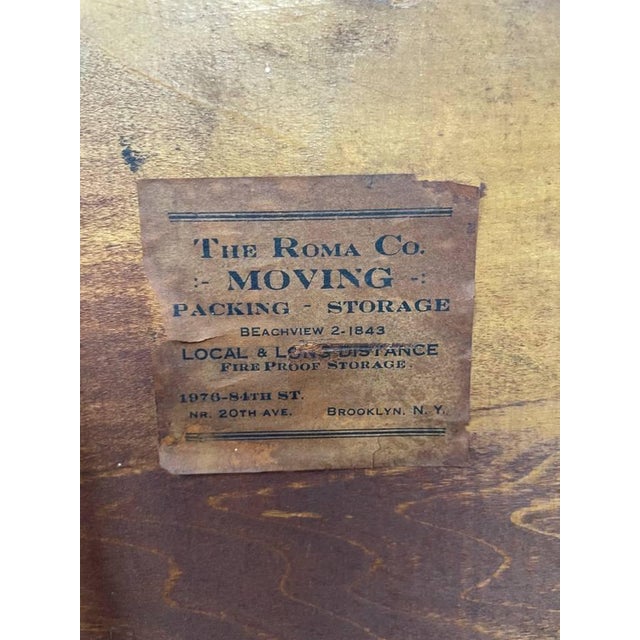 THE ROMA CO.
:- MOVING -:
PACKING - STORAGE
BEACHVIEW 2-1843
LOCAL & LONG DISTANCE
FIRE PROOF STORAGE.
1976-84TH ST.
NR. 20TH AVE. BROOKLYN, N. Y.